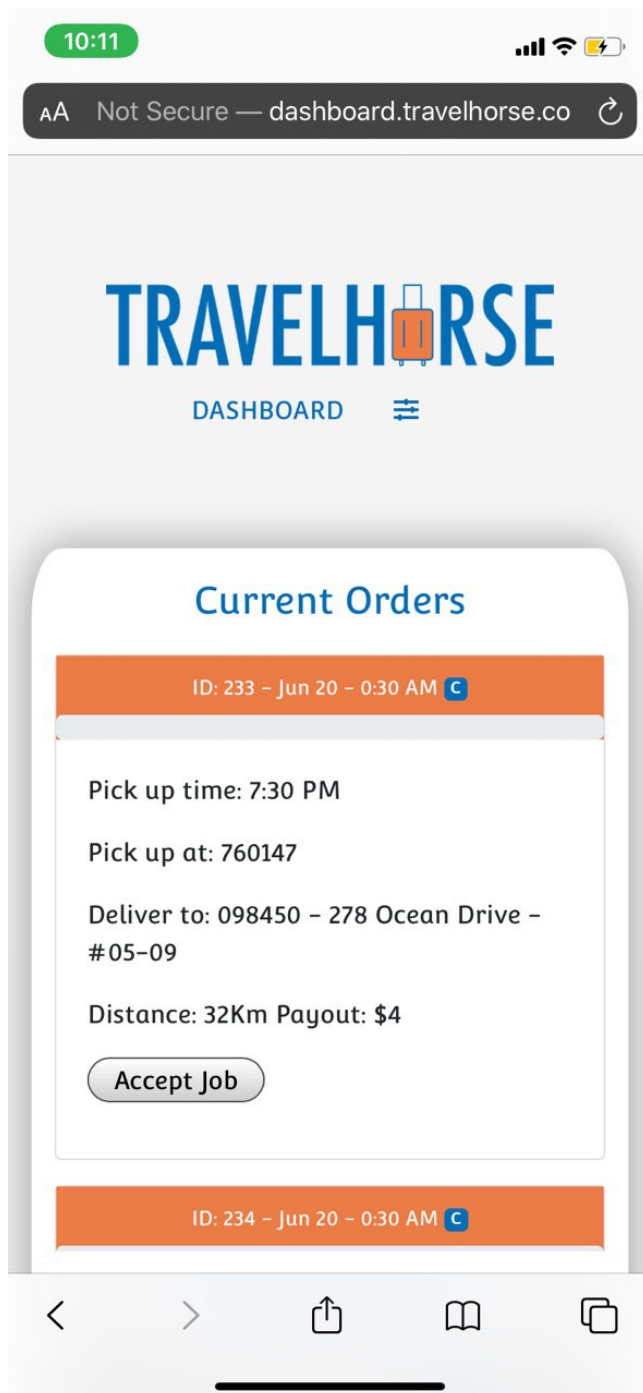 10:11
AA Not Secure — dashboard.travelhorse.co
TRAVELHORSE
DASHBOARD
Current Orders
ID: 233 - Jun 20 - 0:30 AM C
Pick up time: 7:30 PM
Pick up at: 760147
Deliver to: 098450 - 278 Ocean Drive -
#05-09
Distance: 32Km Payout: $4
Accept Job
ID: 234 - Jun 20 - 0:30 AM C